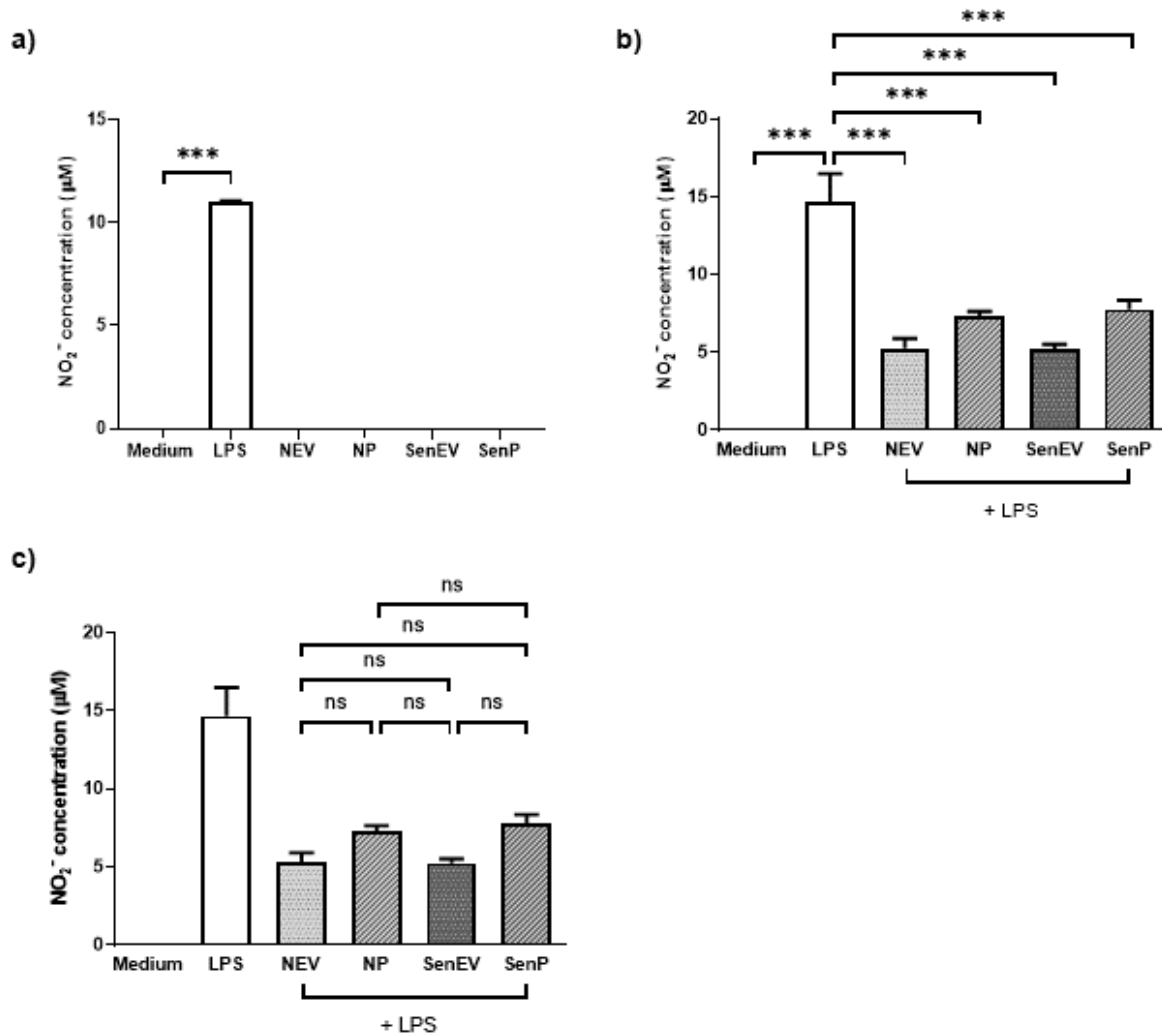 a)
NO₂⁻ concentration (µM)
15
10
5
0
***
Medium LPS NEV NP SenEV SenP
b)
NO₂⁻ concentration (µM)
20
15
10
5
0
***
***
***
*** ***
Medium LPS NEV NP SenEV SenP
+ LPS
c)
NO₂⁻ concentration (µM)
20
15
10
5
0
ns
ns
ns
ns ns ns
Medium LPS NEV NP SenEV SenP
+ LPS